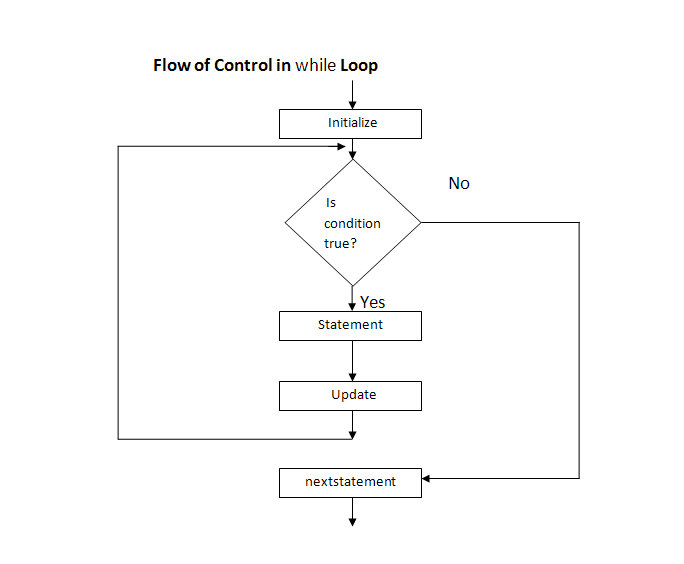 Flow of Control in while Loop
Initialize
No
Is
condition
true?
Yes
Statement
Update
nextstatement